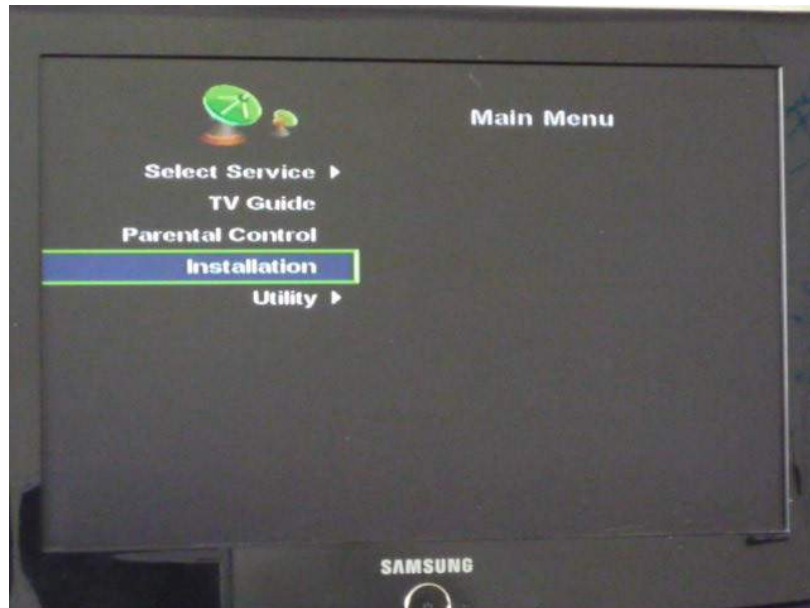 Main Menu
Select Service
TV Guide
Parental Control
Installation
Utility
SAMSUNG